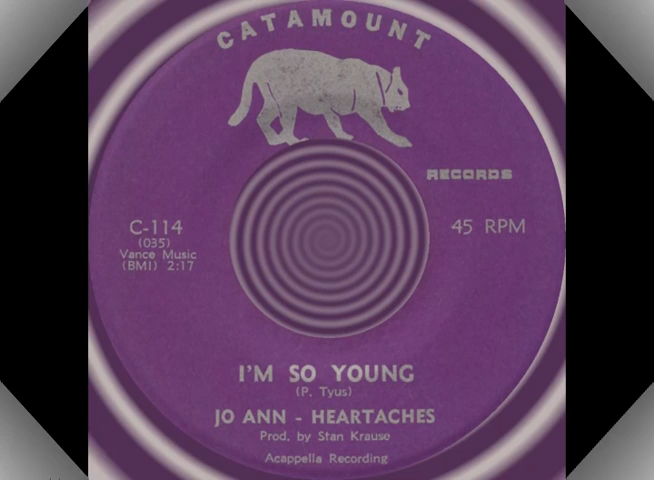 CATAMOUNT
RECORDS
C-114
(035)
Vance Music
(BMI) 2:17
45 RPM
I'M SO YOUNG
(P. Tyus)
JO ANN - HEARTACHES
Prod. by Stan Krause
Acappella Recording